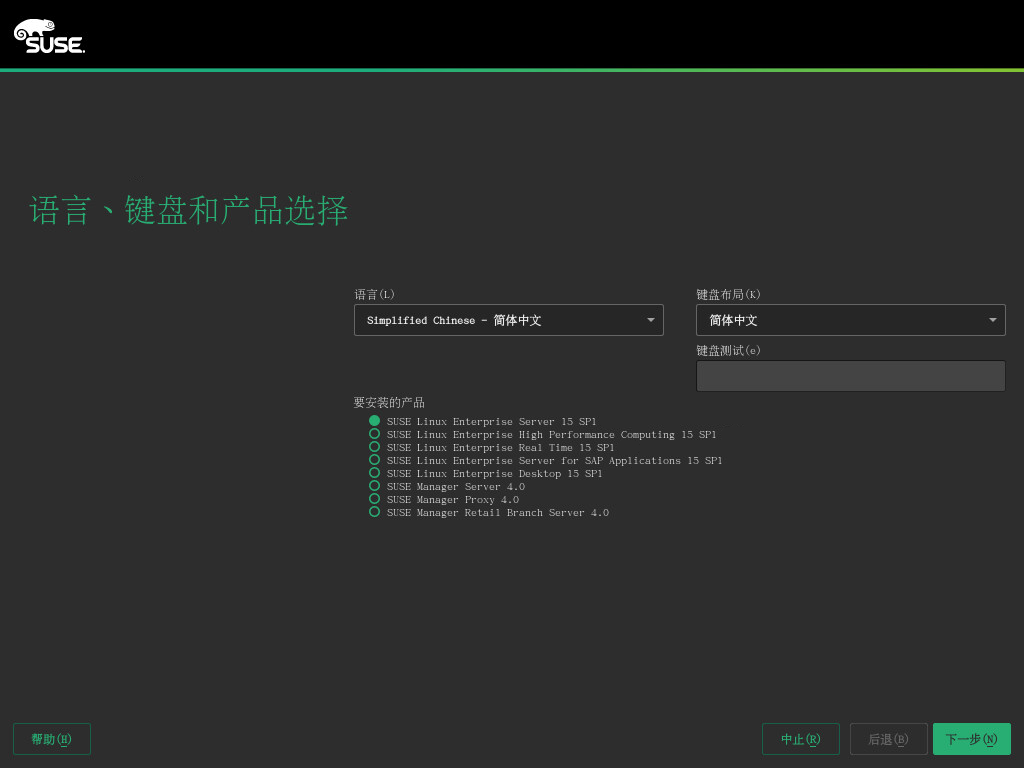 SUSE.
语言、键盘和产品选择
语言(L)
键盘布局(K)
Simplified Chinese - 简体中文
简体中文
键盘测试(e)
要安装的产品
SUSE Linux Enterprise Server 15 SP1
SUSE Linux Enterprise High Performance Computing 15 SP1
SUSE Linux Enterprise Real Time 15 SP1
SUSE Linux Enterprise Server for SAP Applications 15 SP1
SUSE Linux Enterprise Desktop 15 SP1
SUSE Manager Server 4.0
SUSE Manager Proxy 4.0
SUSE Manager Retail Branch Server 4.0
帮助(H)
中止(R)
后退(B)
下一步(N)